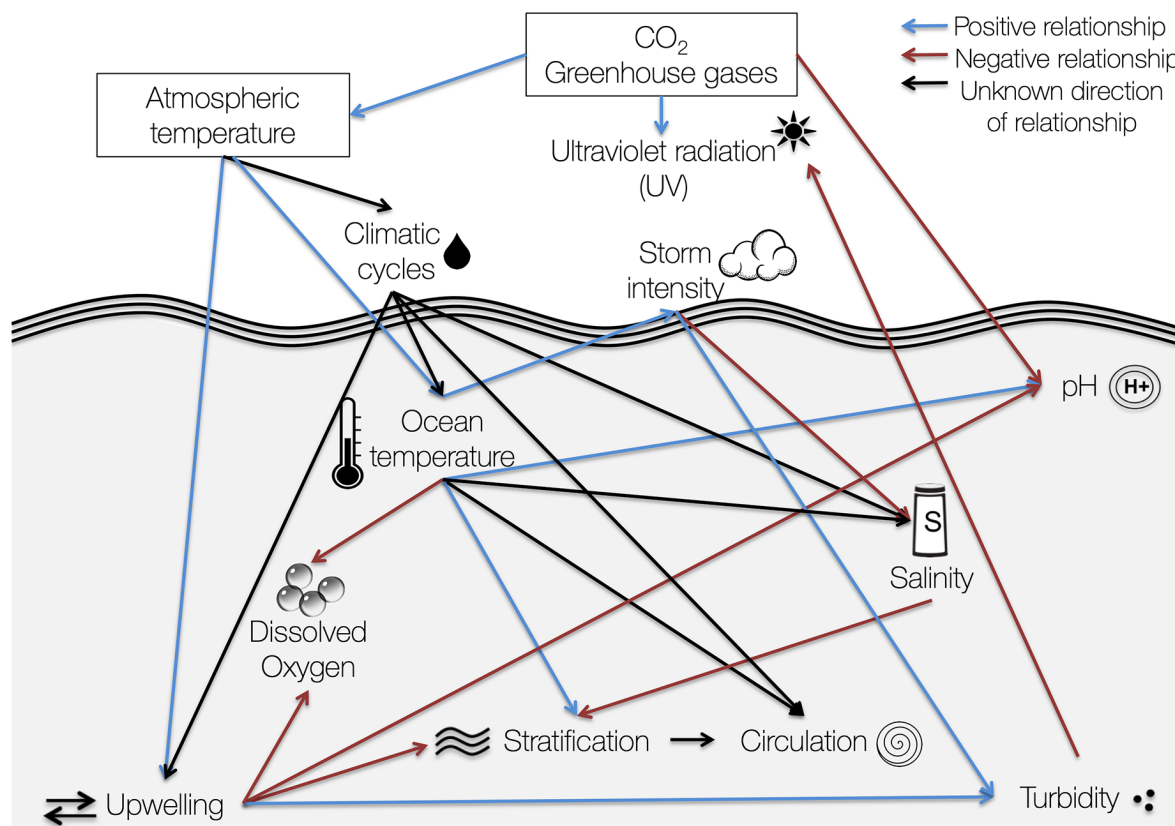 CO₂
Greenhouse gases
Positive relationship
Negative relationship
Unknown direction
of relationship
Atmospheric
temperature
Ultraviolet radiation
(UV)
Climatic
cycles
Storm
intensity
pH
H+
Ocean
temperature
S
Salinity
Dissolved
Oxygen
Stratification
Circulation
Upwelling
Turbidity